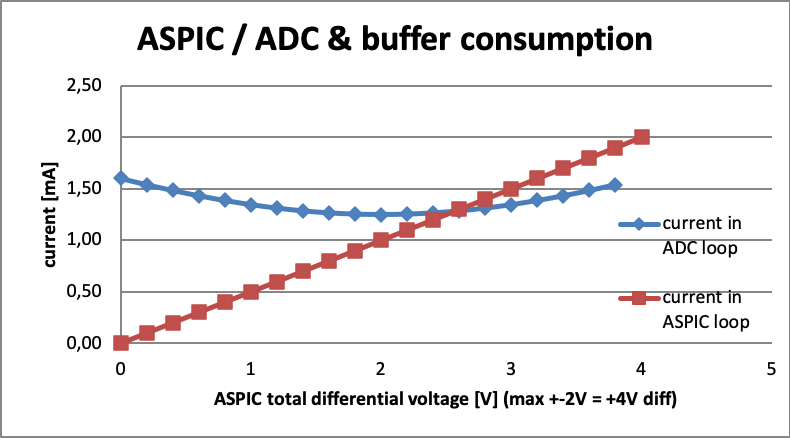 ASPIC / ADC & buffer consumption
2,50
2,00
1,50
1,00
0,50
0,00
current [mA]
0 1 2 3 4 5
ASPIC total differential voltage [V] (max +-2V = +4V diff)
current in
ADC loop
current in
ASPIC loop